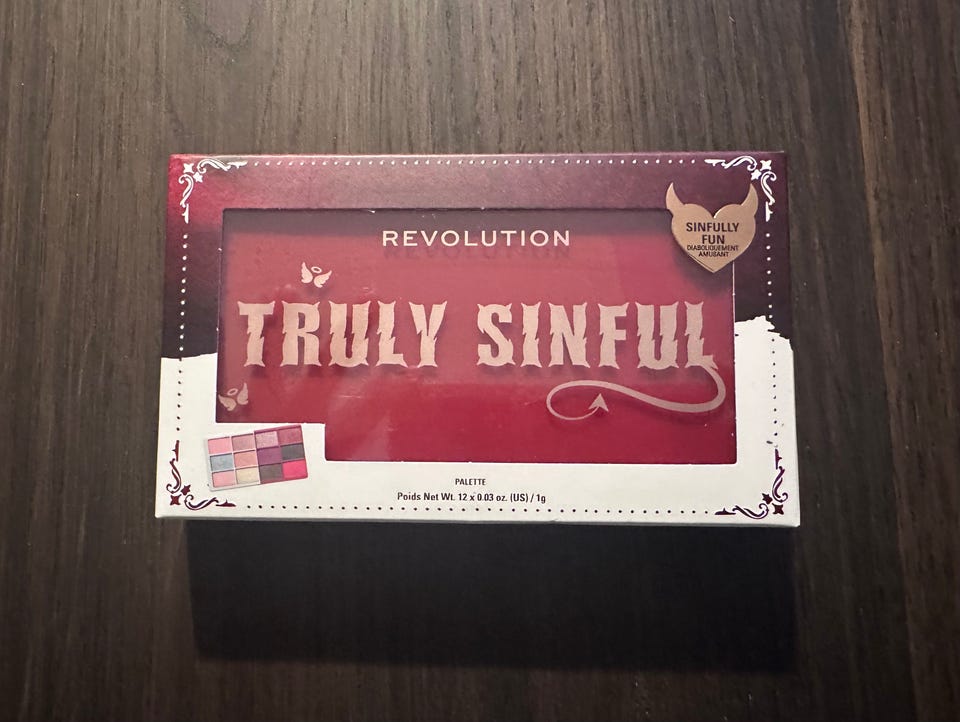 REVOLUTION
SINFULLY
FUN
DIABOLIQUEMENT
AMUSANT
TRULY SINFUL
PALETTE
Poids Net Wt. 12 x 0.03 oz. (US) / 1g